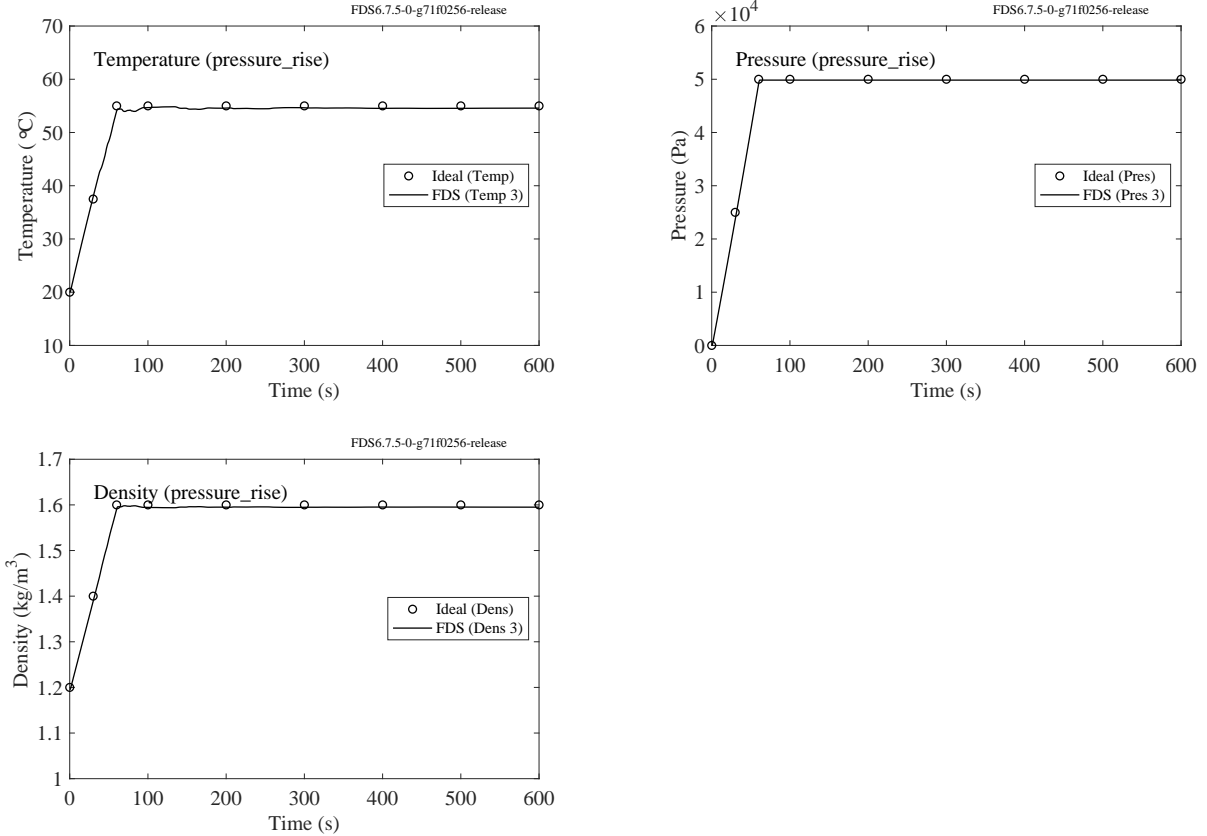 FDS6.7.5-0-g71f0256-release
Temperature (pressure_rise)
70
60
50
40
30
20
10
Temperature (°C)
Ideal (Temp)
FDS (Temp 3)
0 100 200 300 400 500 600
Time (s)
FDS6.7.5-0-g71f0256-release
×10⁴
Pressure (pressure_rise)
6
5
4
3
2
1
0
Pressure (Pa)
Ideal (Pres)
FDS (Pres 3)
0 100 200 300 400 500 600
Time (s)
FDS6.7.5-0-g71f0256-release
Density (pressure_rise)
1.7
1.6
1.5
1.4
1.3
1.2
1.1
1
Density (kg/m³)
Ideal (Dens)
FDS (Dens 3)
0 100 200 300 400 500 600
Time (s)